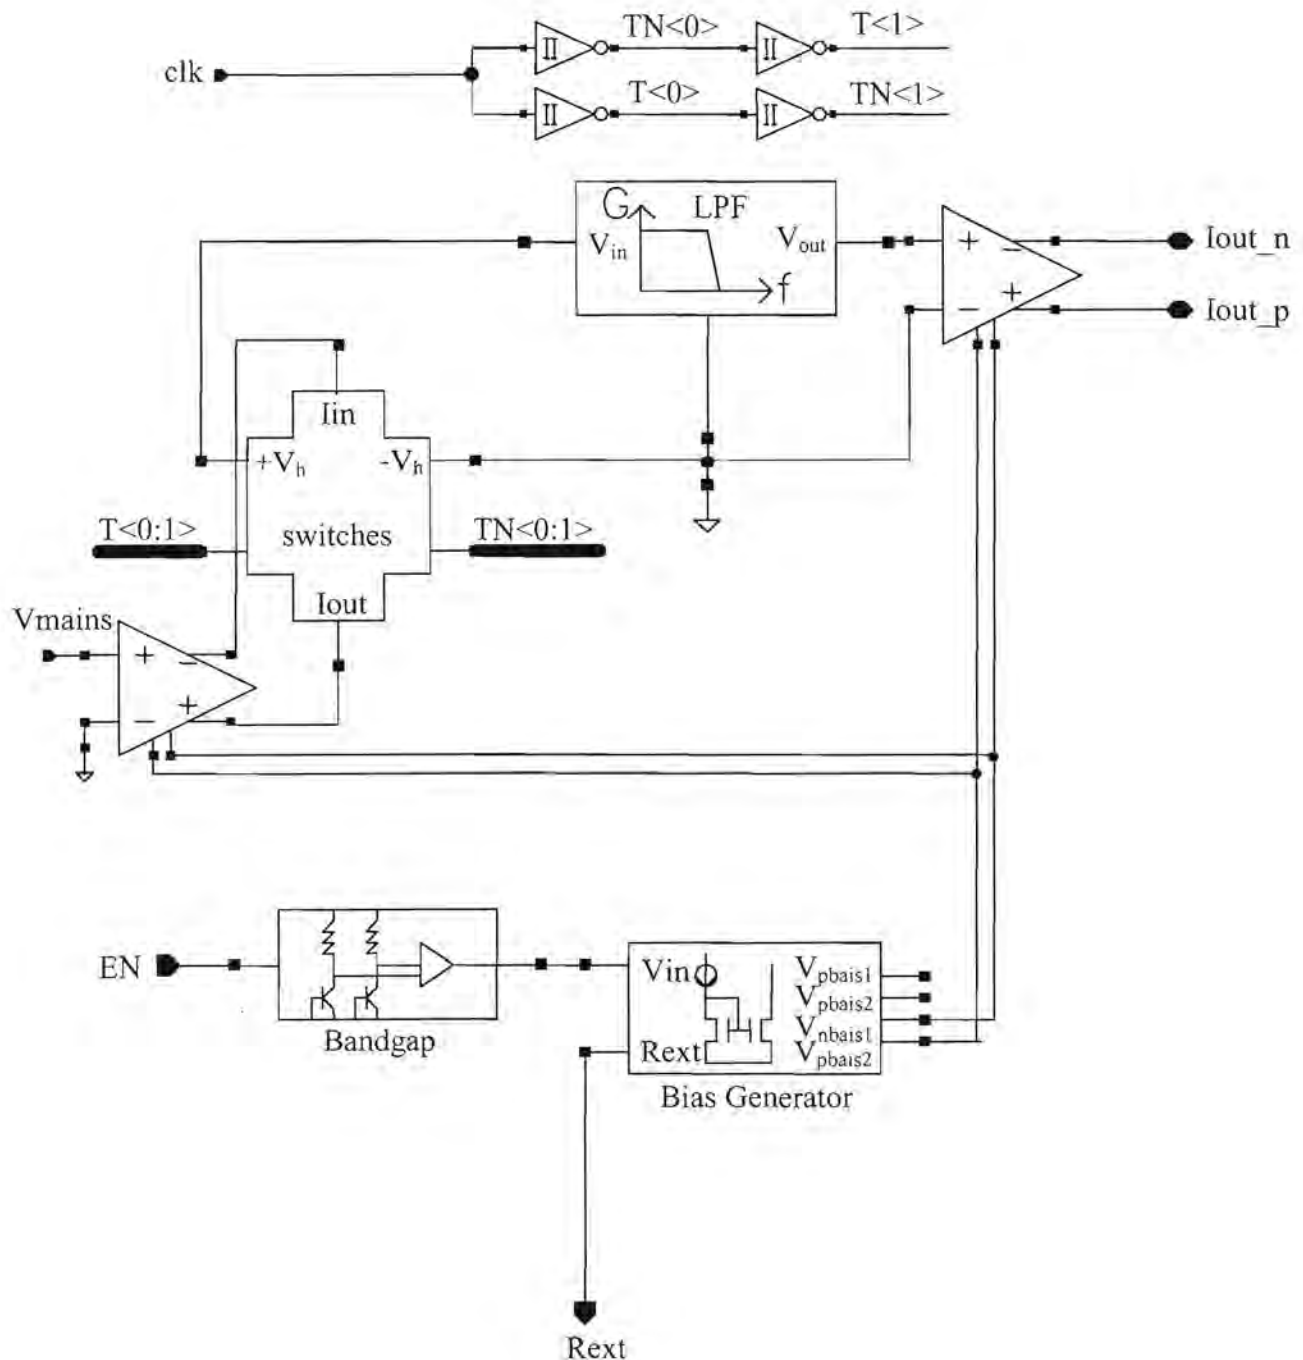 TN<0> T<1>
clk
T<0> TN<1>
G LPF
Vin Vout
f
+ − Iout_n
− + Iout_p
Iin
+Vh -Vh
T<0:1> TN<0:1>
switches
Iout
Vmains
+ −
− +
EN
Vin Vpbais1
Vpbais2
Vnbais1
Rext Vpbais2
Bandgap
Bias Generator
Rext